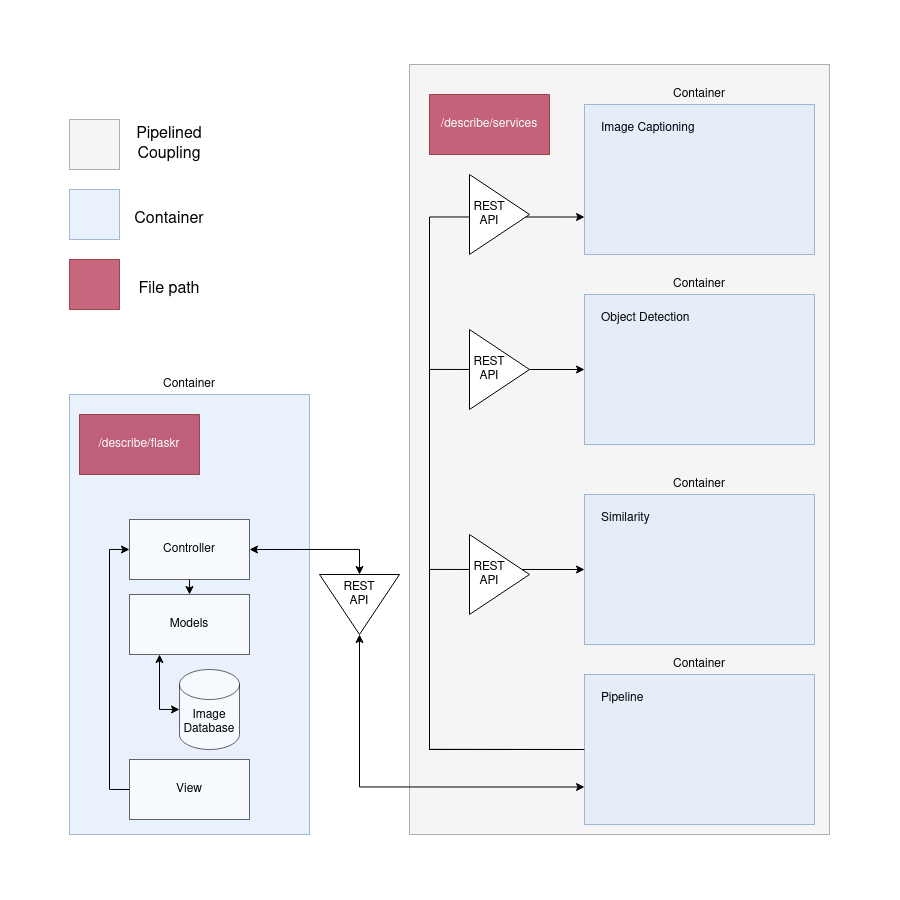 Pipelined
Coupling
Container
File path
Container
/describe/flaskr
Controller
Models
Image
Database
View
REST
API
/describe/services
Container
Image Captioning
REST
API
Container
Object Detection
REST
API
Container
Similarity
REST
API
Container
Pipeline